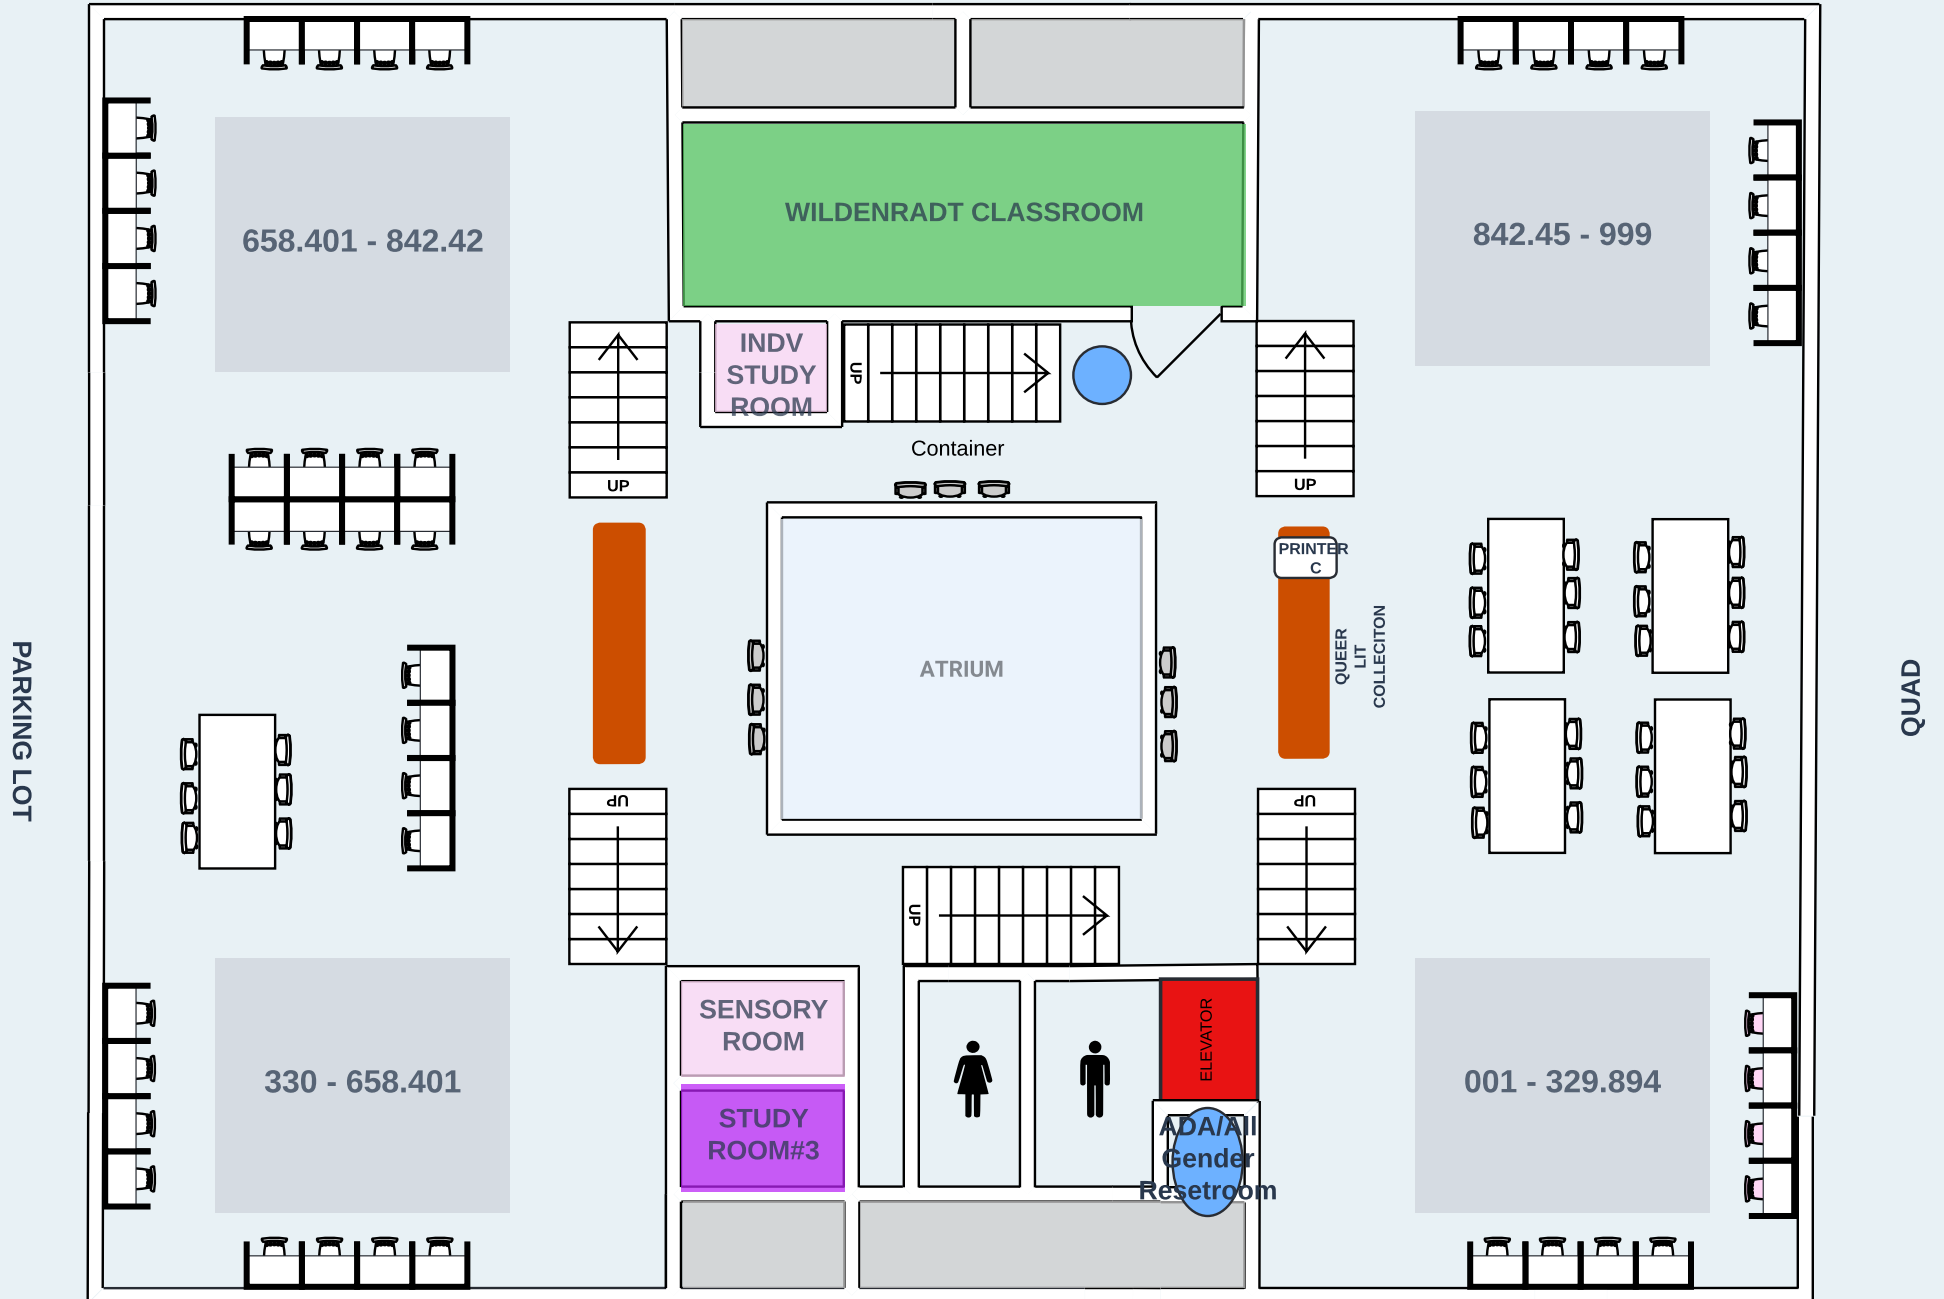 WILDENRADT CLASSROOM
658.401 - 842.42
842.45 - 999
INDV
STUDY
ROOM
UP
Container
UP
UP
PRINTER
C
QUEER
LIT
COLLECITON
PARKING LOT
ATRIUM
QUAD
UP
UP
UP
SENSORY
ROOM
ELEVATOR
330 - 658.401
001 - 329.894
STUDY
ROOM#3
ADA/All
Gender
Resetroom